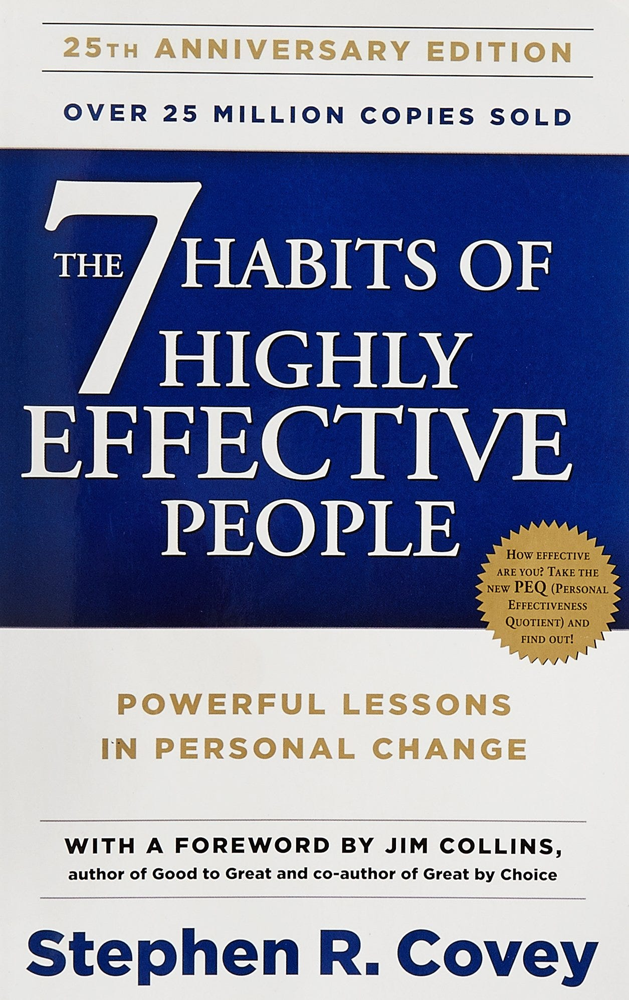 25TH ANNIVERSARY EDITION
OVER 25 MILLION COPIES SOLD
THE 7 HABITS OF
HIGHLY
EFFECTIVE
PEOPLE
HOW EFFECTIVE
ARE YOU? TAKE THE
NEW PEQ (PERSONAL
EFFECTIVENESS
QUOTIENT) AND
FIND OUT!
POWERFUL LESSONS
IN PERSONAL CHANGE
WITH A FOREWORD BY JIM COLLINS,
author of Good to Great and co-author of Great by Choice
Stephen R. Covey